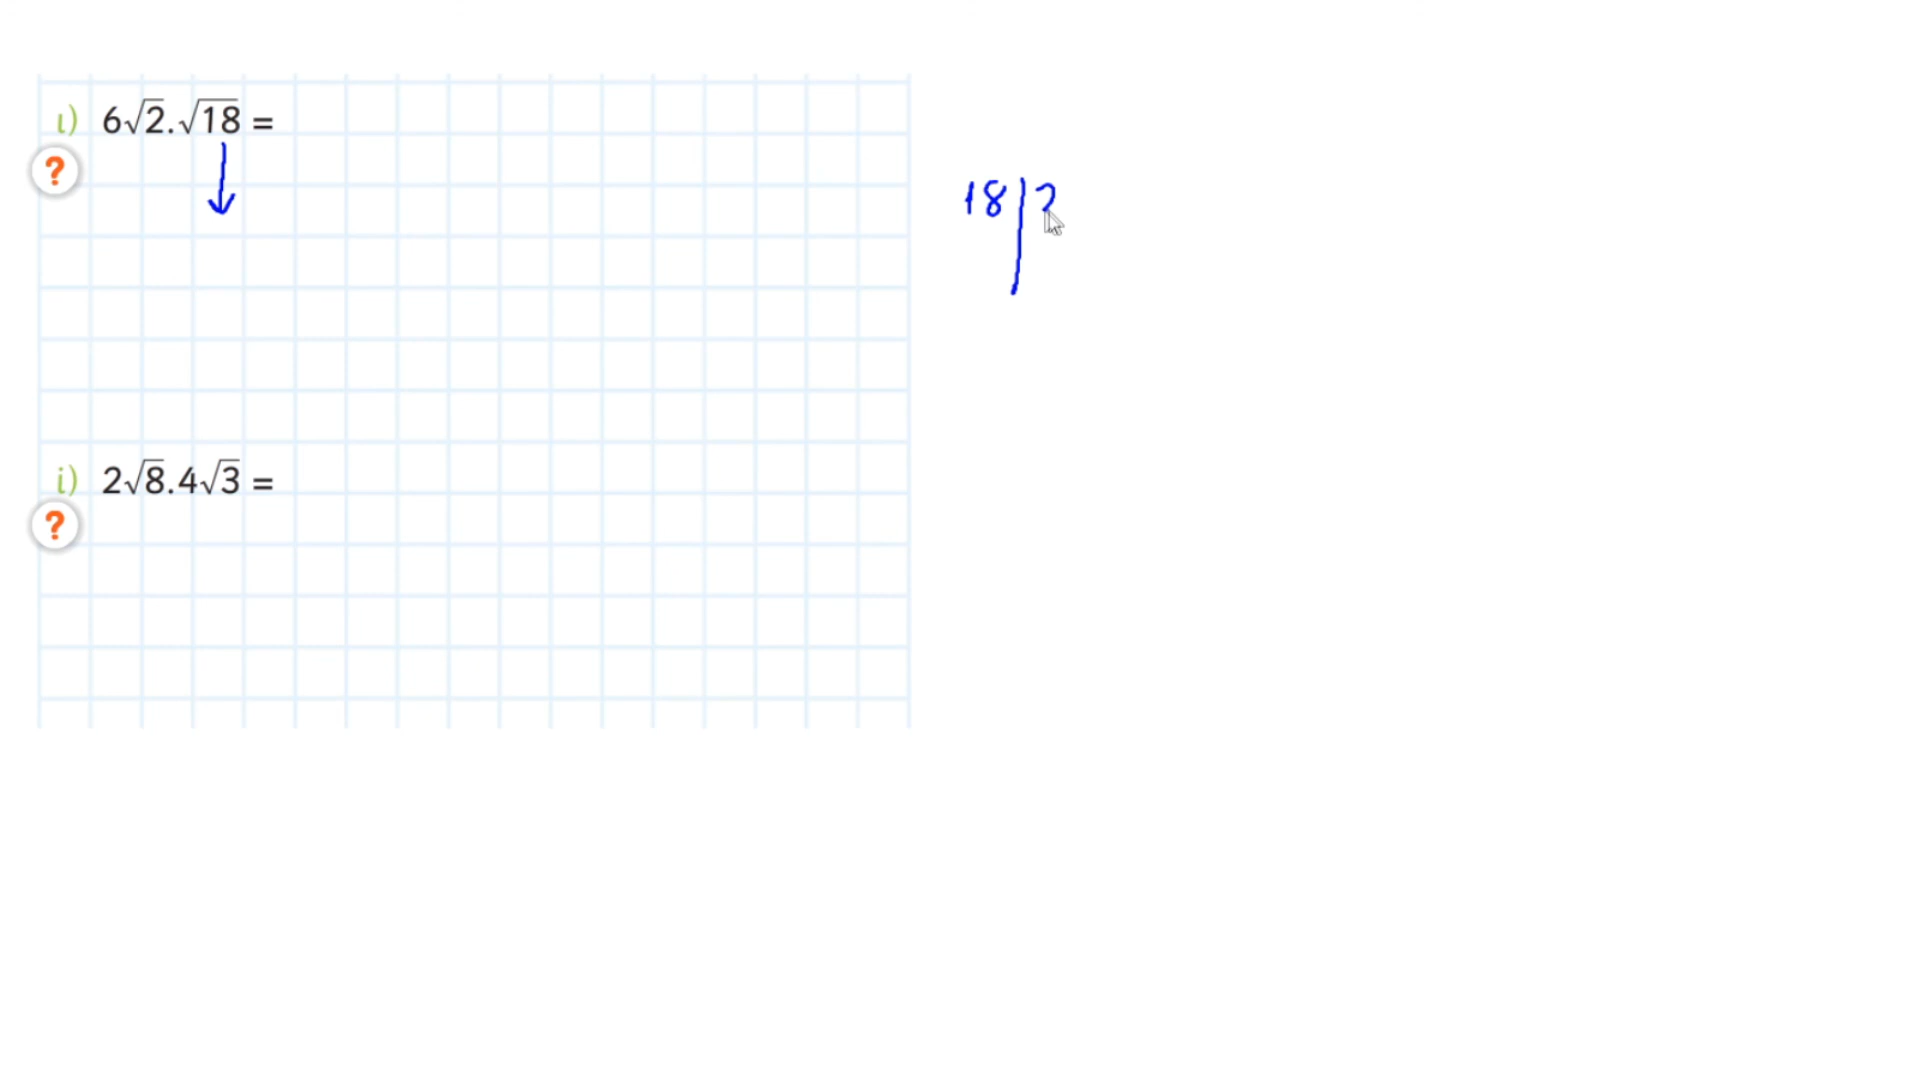 ı) 6√2.√18 =
?
18 | 2
i) 2√8.4√3 =
?